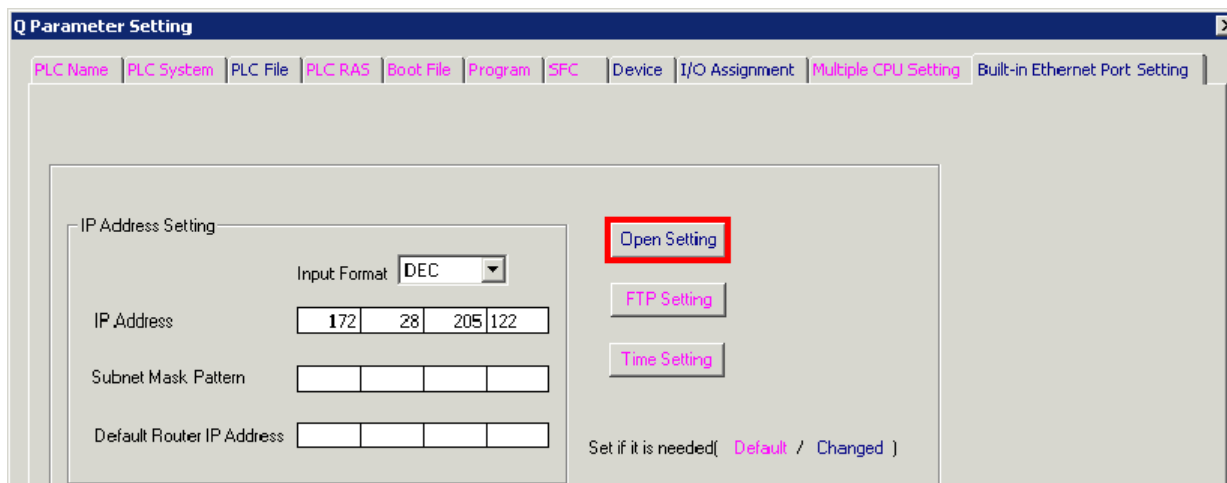 Q Parameter Setting
PLC Name PLC System PLC File PLC RAS Boot File Program SFC Device I/O Assignment Multiple CPU Setting Built-in Ethernet Port Setting
IP Address Setting
Input Format DEC
IP Address 172 28 205 122
Subnet Mask Pattern
Default Router IP Address
Open Setting
FTP Setting
Time Setting
Set if it is needed( Default / Changed )